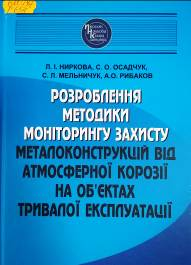 Л. І. НИРКОВА, С. О. ОСАДЧУК,
С. Л. МЕЛЬНИЧУК, А.О. РИБАКОВ
РОЗРОБЛЕННЯ
МЕТОДИКИ
МОНІТОРИНГУ ЗАХИСТУ
МЕТАЛОКОНСТРУКЦІЙ ВІД
АТМОСФЕРНОЇ КОРОЗІЇ
НА ОБ'ЄКТАХ
ТРИВАЛОЇ ЕКСПЛУАТАЦІЇ